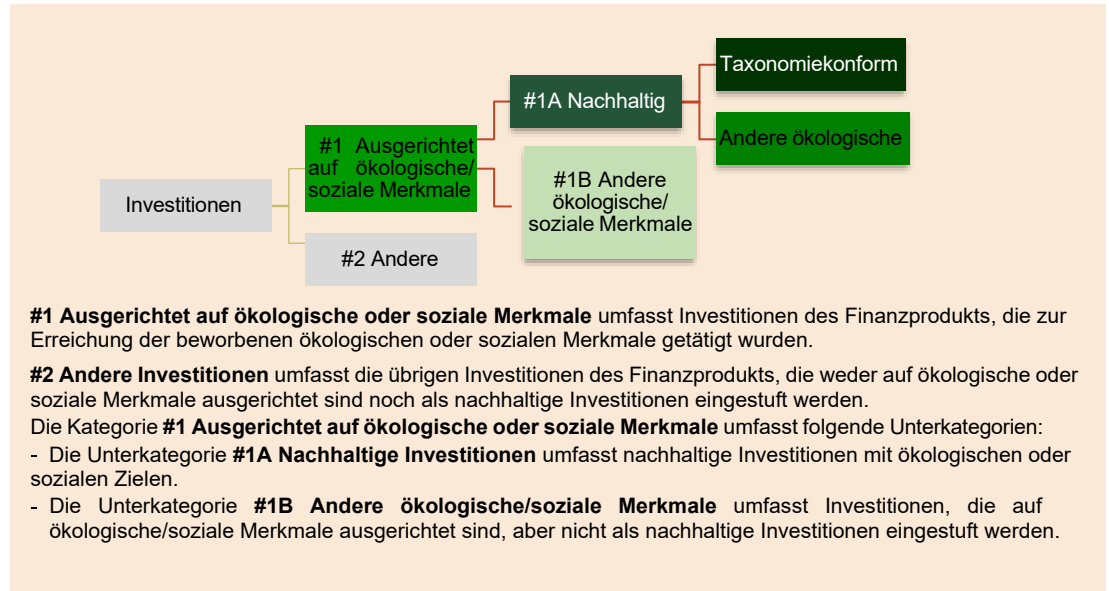 Taxonomiekonform
#1A Nachhaltig
Andere ökologische
#1 Ausgerichtet
auf ökologische/
soziale Merkmale
#1B Andere
ökologische/
soziale Merkmale
Investitionen
#2 Andere
#1 Ausgerichtet auf ökologische oder soziale Merkmale umfasst Investitionen des Finanzprodukts, die zur
Erreichung der beworbenen ökologischen oder sozialen Merkmale getätigt wurden.
#2 Andere Investitionen umfasst die übrigen Investitionen des Finanzprodukts, die weder auf ökologische oder
soziale Merkmale ausgerichtet sind noch als nachhaltige Investitionen eingestuft werden.
Die Kategorie #1 Ausgerichtet auf ökologische oder soziale Merkmale umfasst folgende Unterkategorien:
- Die Unterkategorie #1A Nachhaltige Investitionen umfasst nachhaltige Investitionen mit ökologischen oder
sozialen Zielen.
- Die Unterkategorie #1B Andere ökologische/soziale Merkmale umfasst Investitionen, die auf
ökologische/soziale Merkmale ausgerichtet sind, aber nicht als nachhaltige Investitionen eingestuft werden.